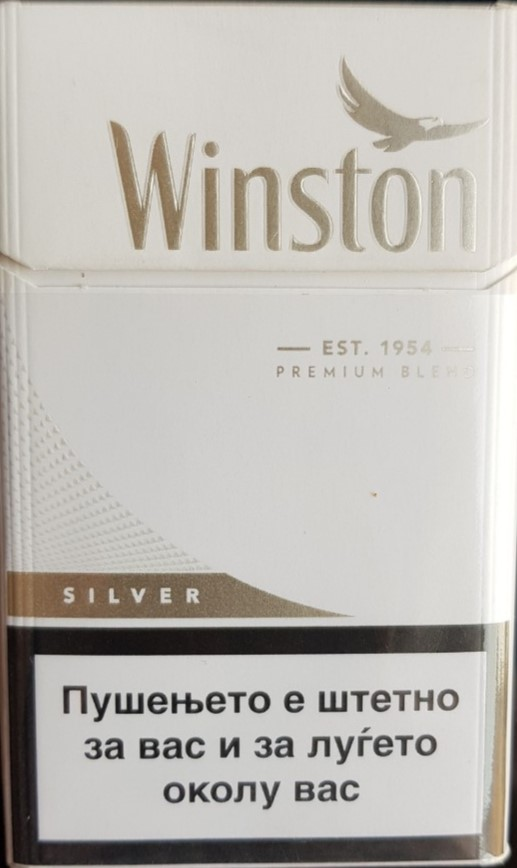 Winston
EST. 1954
PREMIUM BLEND
SILVER
Пушењето е штетно
за вас и за луѓето
околу вас